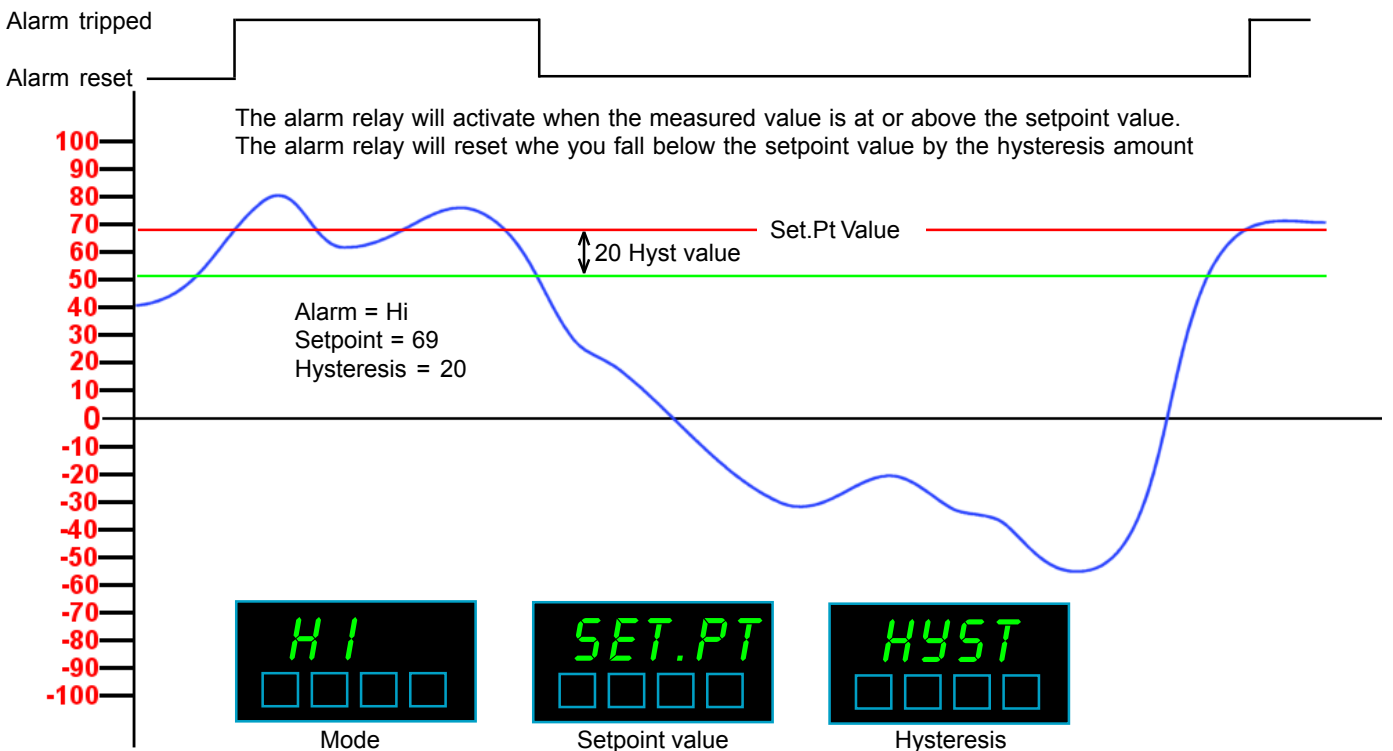 Alarm tripped
Alarm reset
The alarm relay will activate when the measured value is at or above the setpoint value.
The alarm relay will reset whe you fall below the setpoint value by the hysteresis amount
100
90
80
70
60
50
40
30
20
10
0
-10
-20
-30
-40
-50
-60
-70
-80
-90
-100
Set.Pt Value
20 Hyst value
Alarm = Hi
Setpoint = 69
Hysteresis = 20
HI
SET.PT
HYST
Mode
Setpoint value
Hysteresis